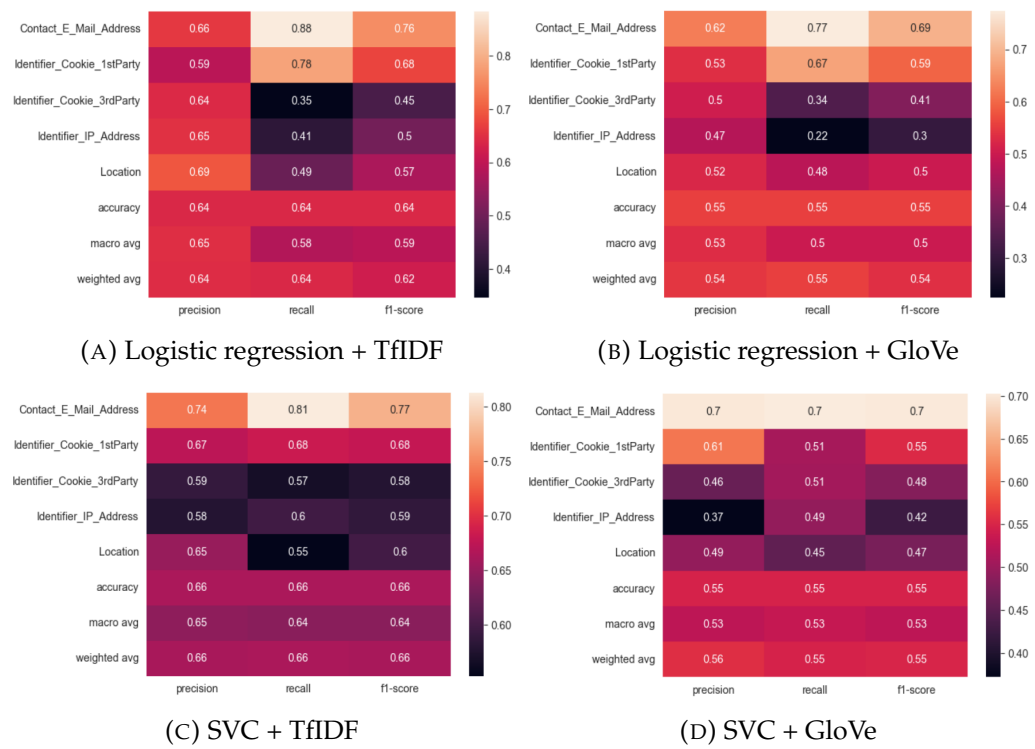 Contact_E_Mail_Address 0.66 0.88 0.76
Identifier_Cookie_1stParty 0.59 0.78 0.68
Identifier_Cookie_3rdParty 0.64 0.35 0.45
Identifier_IP_Address 0.65 0.41 0.5
Location 0.69 0.49 0.57
accuracy 0.64 0.64 0.64
macro avg 0.65 0.58 0.59
weighted avg 0.64 0.64 0.62
precision recall f1-score
0.8
0.7
0.6
0.5
0.4
(A) Logistic regression + TfIDF
Contact_E_Mail_Address 0.62 0.77 0.69
Identifier_Cookie_1stParty 0.53 0.67 0.59
Identifier_Cookie_3rdParty 0.5 0.34 0.41
Identifier_IP_Address 0.47 0.22 0.3
Location 0.52 0.48 0.5
accuracy 0.55 0.55 0.55
macro avg 0.53 0.5 0.5
weighted avg 0.54 0.55 0.54
precision recall f1-score
0.7
0.6
0.5
0.4
0.3
(B) Logistic regression + GloVe
Contact_E_Mail_Address 0.74 0.81 0.77
Identifier_Cookie_1stParty 0.67 0.68 0.68
Identifier_Cookie_3rdParty 0.59 0.57 0.58
Identifier_IP_Address 0.58 0.6 0.59
Location 0.65 0.55 0.6
accuracy 0.66 0.66 0.66
macro avg 0.65 0.64 0.64
weighted avg 0.66 0.66 0.66
precision recall f1-score
0.80
0.75
0.70
0.65
0.60
(C) SVC + TfIDF
Contact_E_Mail_Address 0.7 0.7 0.7
Identifier_Cookie_1stParty 0.61 0.51 0.55
Identifier_Cookie_3rdParty 0.46 0.51 0.48
Identifier_IP_Address 0.37 0.49 0.42
Location 0.49 0.45 0.47
accuracy 0.55 0.55 0.55
macro avg 0.53 0.53 0.53
weighted avg 0.56 0.55 0.55
precision recall f1-score
0.70
0.65
0.60
0.55
0.50
0.45
0.40
(D) SVC + GloVe